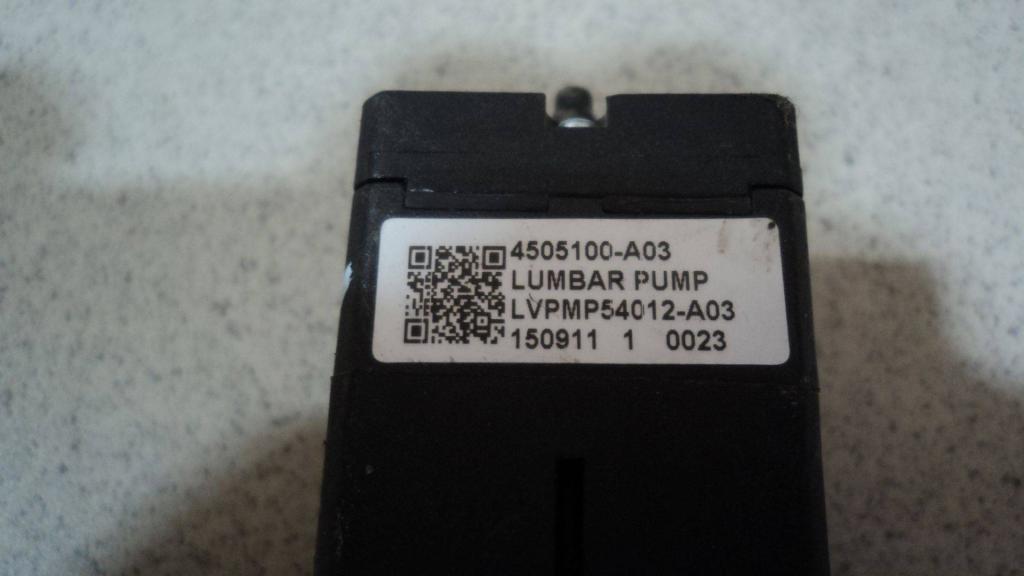 4505100-A03
LUMBAR PUMP
LVPMP54012-A03
150911 1 0023